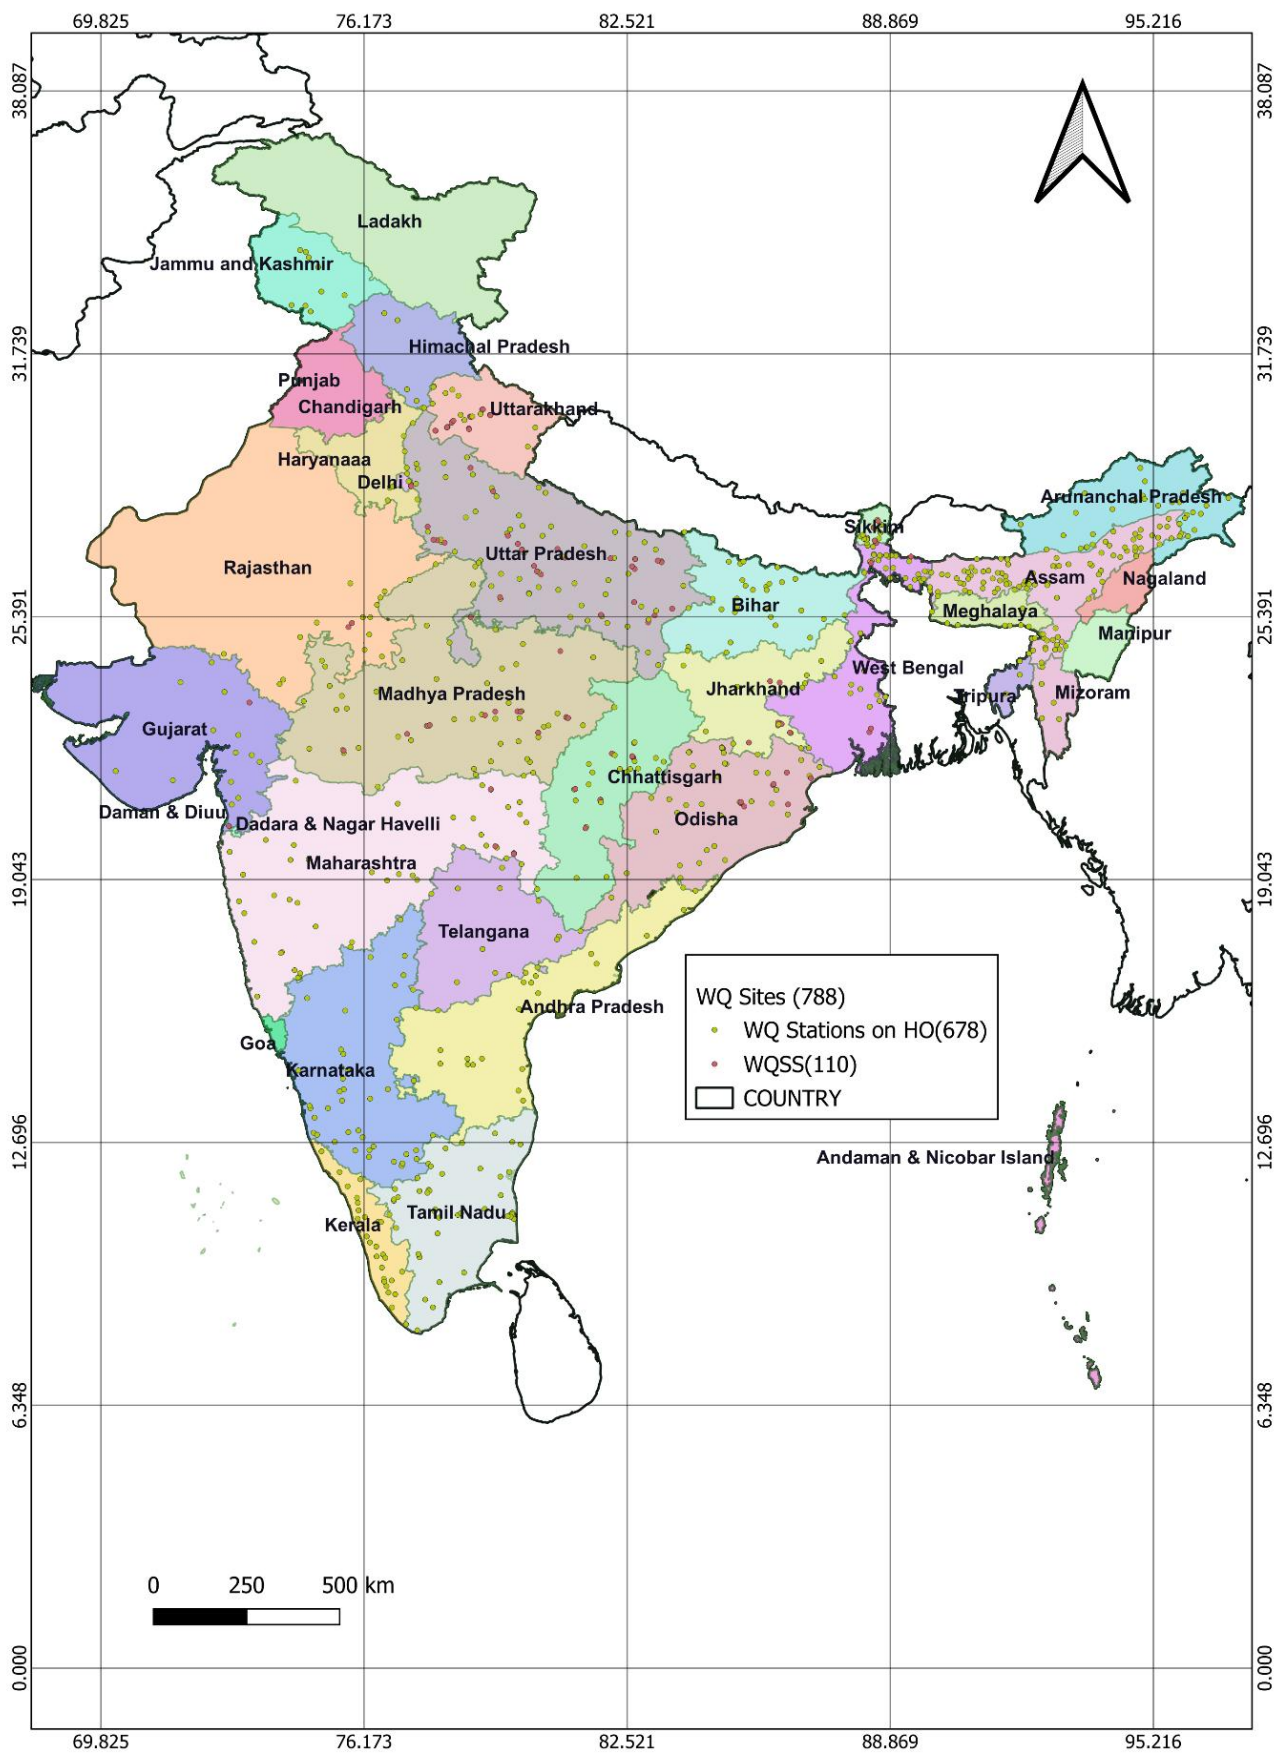 69.825 76.173 82.521 88.869 95.216
38.087 38.087
Ladakh
Jammu and Kashmir
31.739 31.739
Himachal Pradesh
Punjab
Chandigarh
Uttarakhand
Haryanaaa
Delhi
Arunanchal Pradesh
Sikkim
Uttar Pradesh
Rajasthan
Assam
Nagaland
Bihar
Meghalaya
25.391 25.391
Manipur
West Bengal
Jharkhand
Madhya Pradesh
Tripura
Mizoram
Gujarat
Chhattisgarh
Daman & Diuu
Odisha
Dadara & Nagar Havelli
Maharashtra
19.043 19.043
Telangana
WQ Sites (788)
Andhra Pradesh
WQ Stations on HO(678)
Goa
WQSS(110)
Karnataka
COUNTRY
12.696 12.696
Andaman & Nicobar Island
Tamil Nadu
Kerala
6.348 6.348
0 250 500 km
0.000 0.000
69.825 76.173 82.521 88.869 95.216